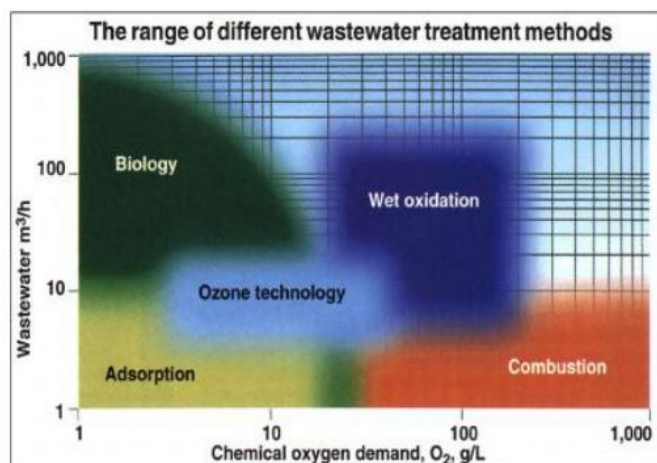 The range of different wastewater treatment methods
1,000
100
10
1
Wastewater m³/h
Biology
Wet oxidation
Ozone technology
Adsorption
Combustion
1
10
100
1,000
Chemical oxygen demand, O₂, g/L